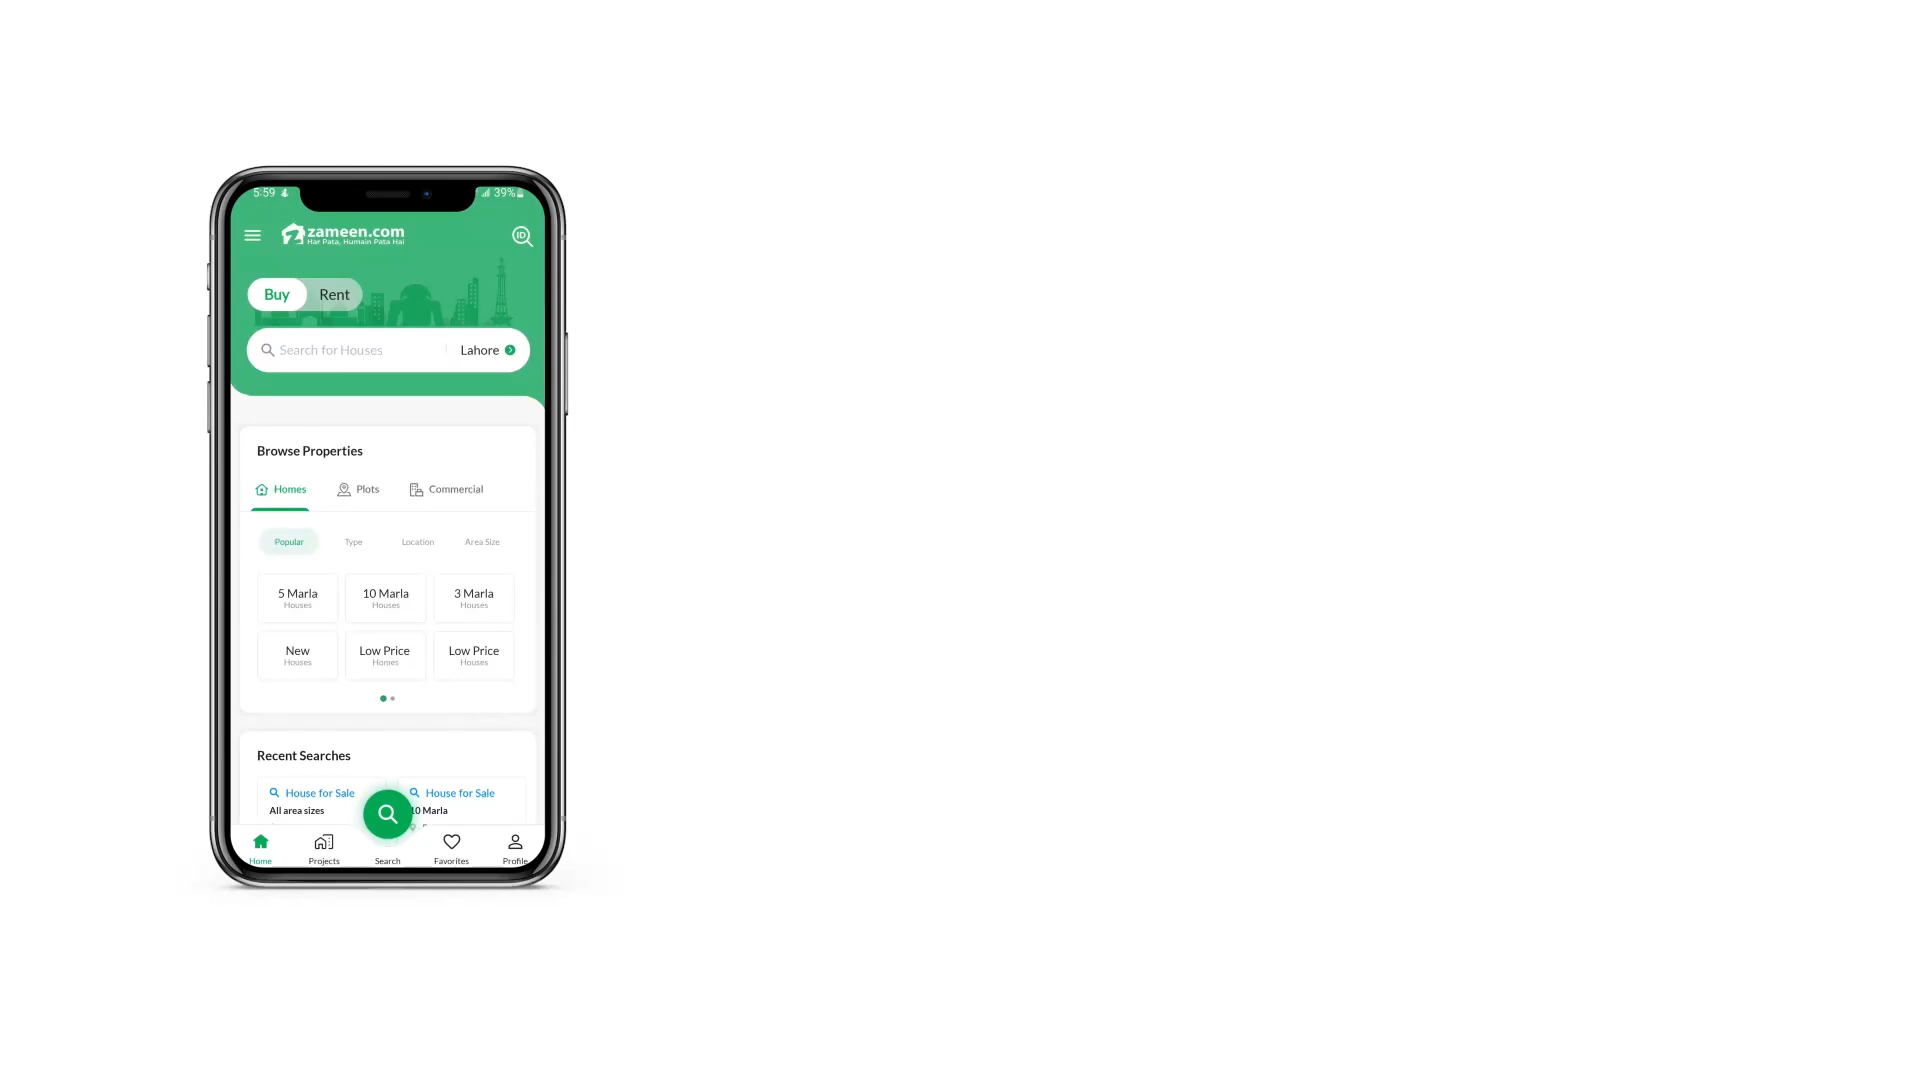 5:59 39%
zameen.com
Har Pata, Humain Pata Hai
ID
Buy Rent
Search for Houses Lahore
Browse Properties
Homes Plots Commercial
Popular Type Location Area Size
5 Marla 10 Marla 3 Marla
Houses Houses Houses
New Low Price Low Price
Houses Homes Houses
Recent Searches
House for Sale House for Sale
All area sizes 10 Marla
Home Projects Search Favorites Profile